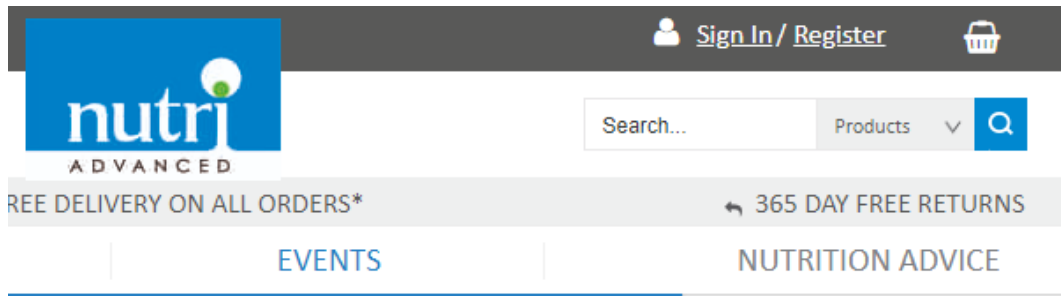 Sign In / Register
nutri
ADVANCED
Search...
Products
REE DELIVERY ON ALL ORDERS*
365 DAY FREE RETURNS
EVENTS
NUTRITION ADVICE